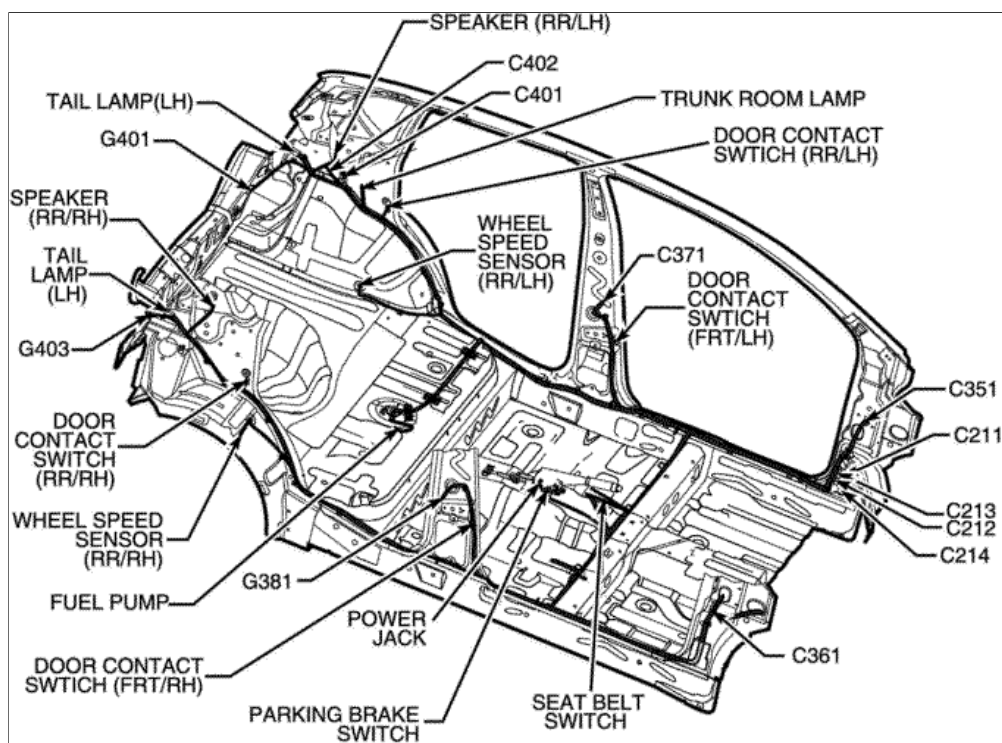 SPEAKER (RR/LH)
C402
C401
TAIL LAMP(LH)
TRUNK ROOM LAMP
G401
DOOR CONTACT
SWTICH (RR/LH)
SPEAKER
(RR/RH)
WHEEL
SPEED
SENSOR
(RR/LH)
TAIL
LAMP
(LH)
C371
DOOR
CONTACT
SWTICH
(FRT/LH)
G403
C351
DOOR
CONTACT
SWITCH
(RR/RH)
C211
C213
C212
C214
WHEEL SPEED
SENSOR
(RR/RH)
G381
FUEL PUMP
POWER
JACK
C361
DOOR CONTACT
SWTICH (FRT/RH)
PARKING BRAKE
SWITCH
SEAT BELT
SWITCH